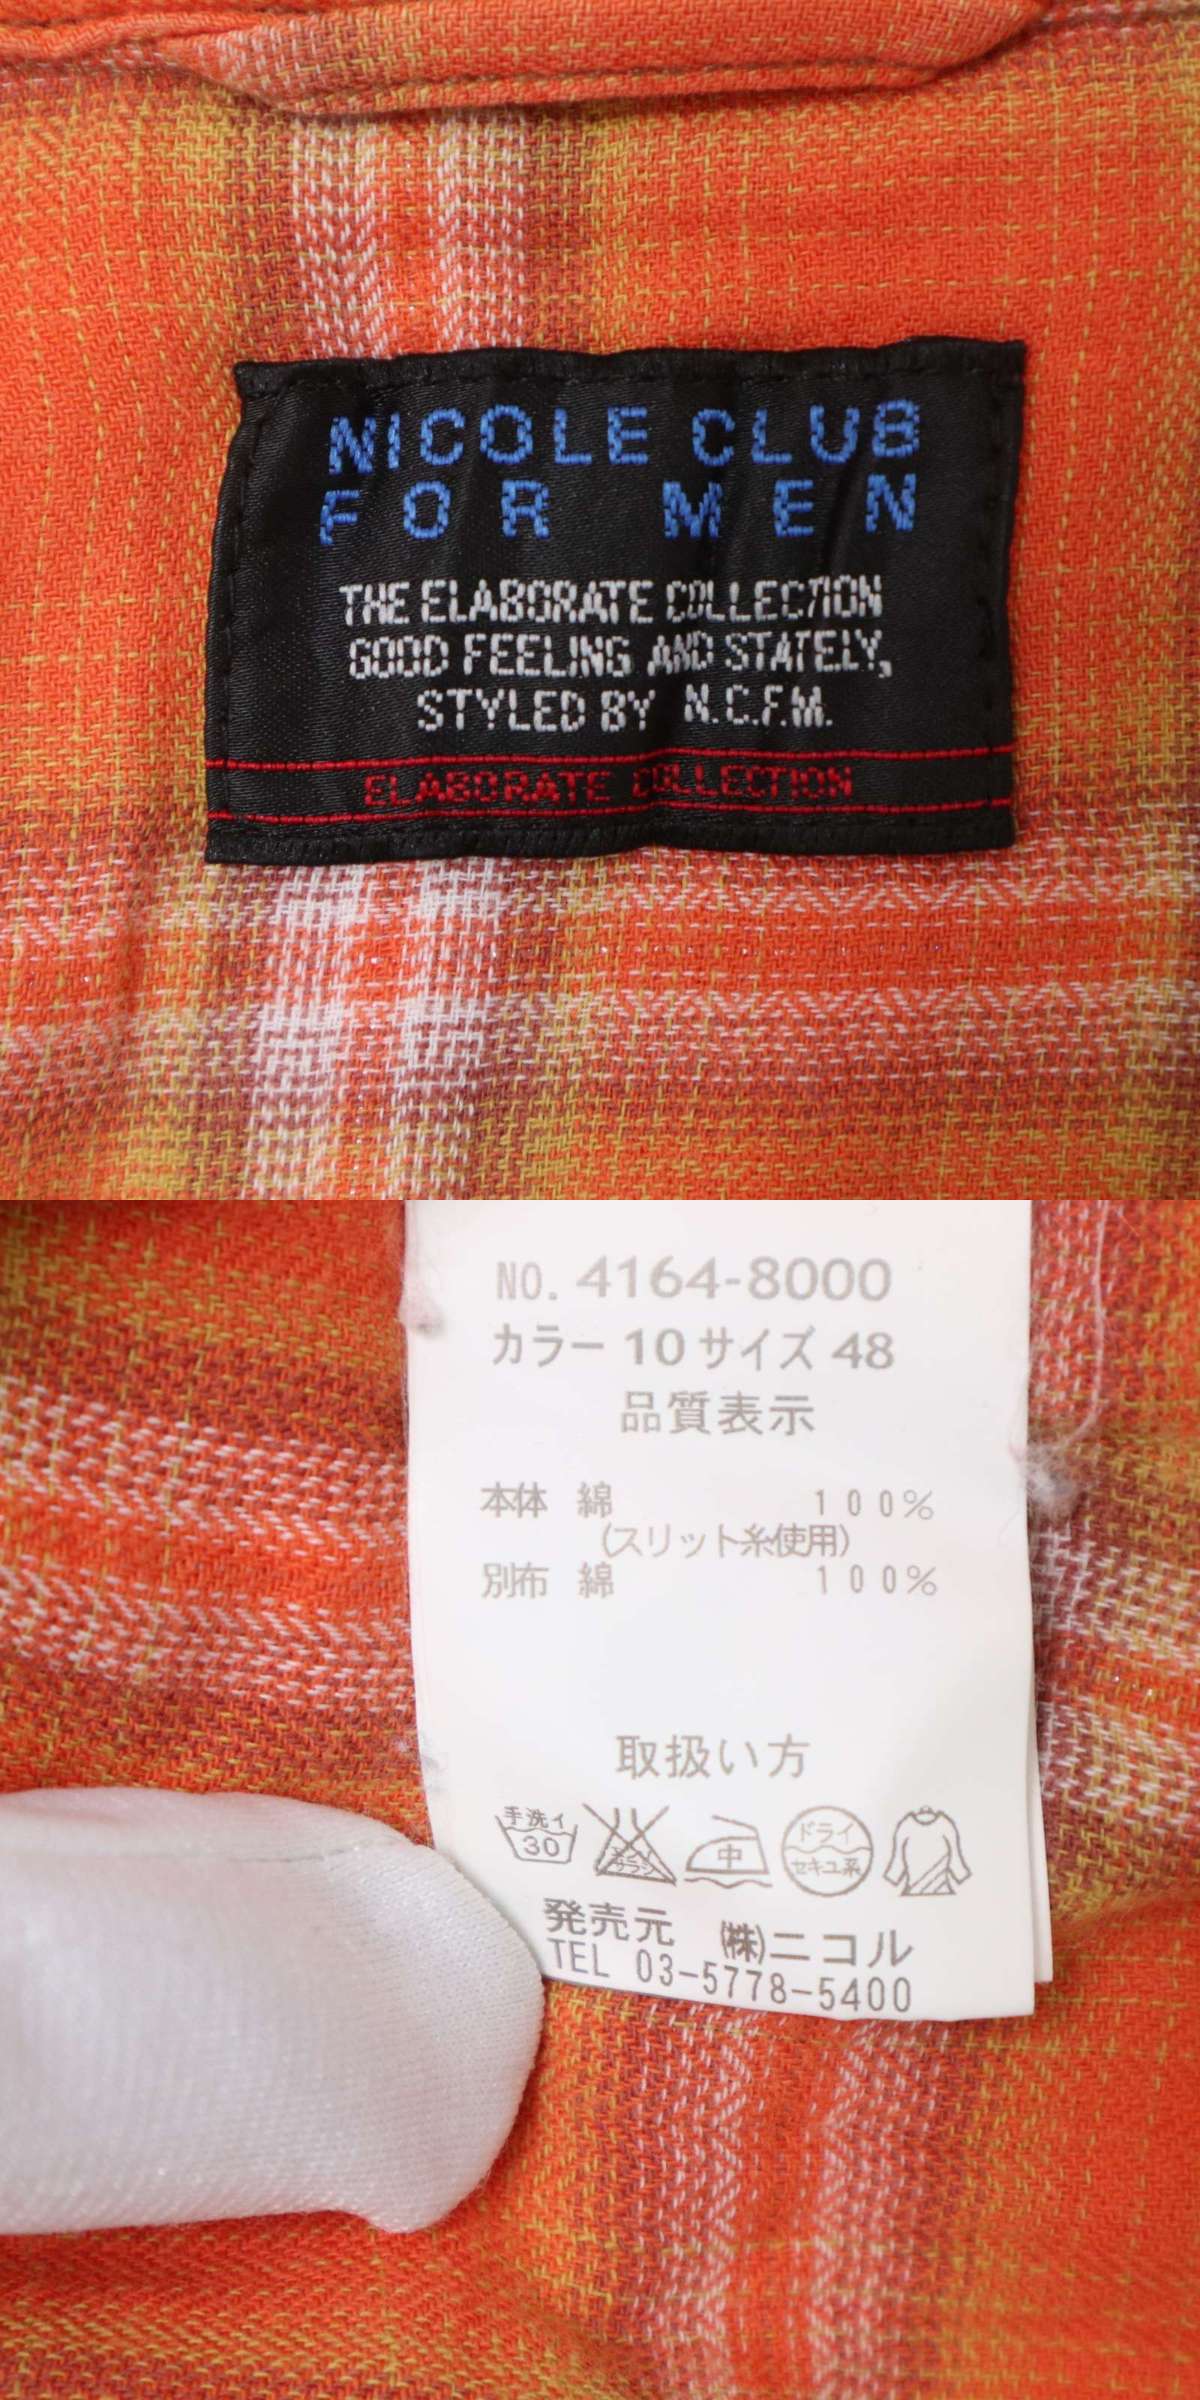 NICOLE CLUB
FOR MEN
THE ELABORATE COLLECTION
GOOD FEELING AND STATELY,
STYLED BY N.C.F.M.
ELABORATE COLLECTION
NO. 4164-8000
カラー 10 サイズ 48
品質表示
本体 綿 100%
(スリット糸使用)
別布 綿 100%
取扱い方
手洗イ
30
中
ドライ
セキユ系
発売元 ㈱ニコル
TEL 03-5778-5400